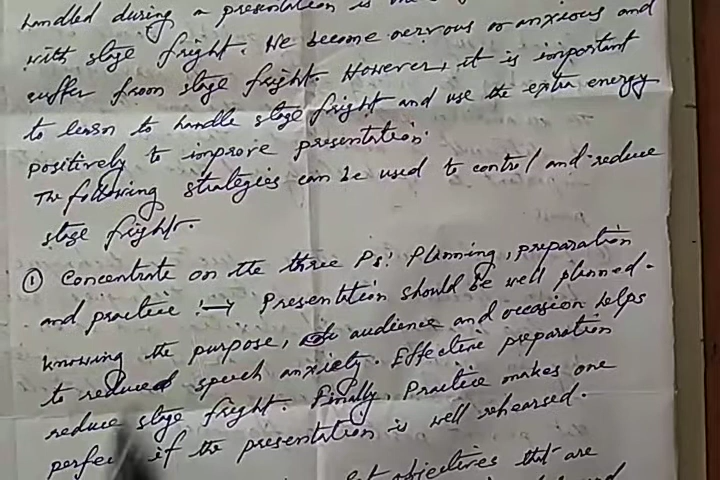 handled during a presentation is
with stage fright. We become nervous or anxious and
suffer from stage fright. However, it is important
to learn to handle stage fright and use the extra energy
positively to improve presentation.
The following strategies can be used to control and reduce
stage fright.
① Concentrate on the three Ps: Planning, preparation
and practice :→ Presentation should be well planned.
Knowing the purpose, audience and occasion helps
to reduced speech anxiety. Effective preparation
reduce stage fright. Finally, Practice makes one
perfec if the presentation is well rehearsed.
objectives that are